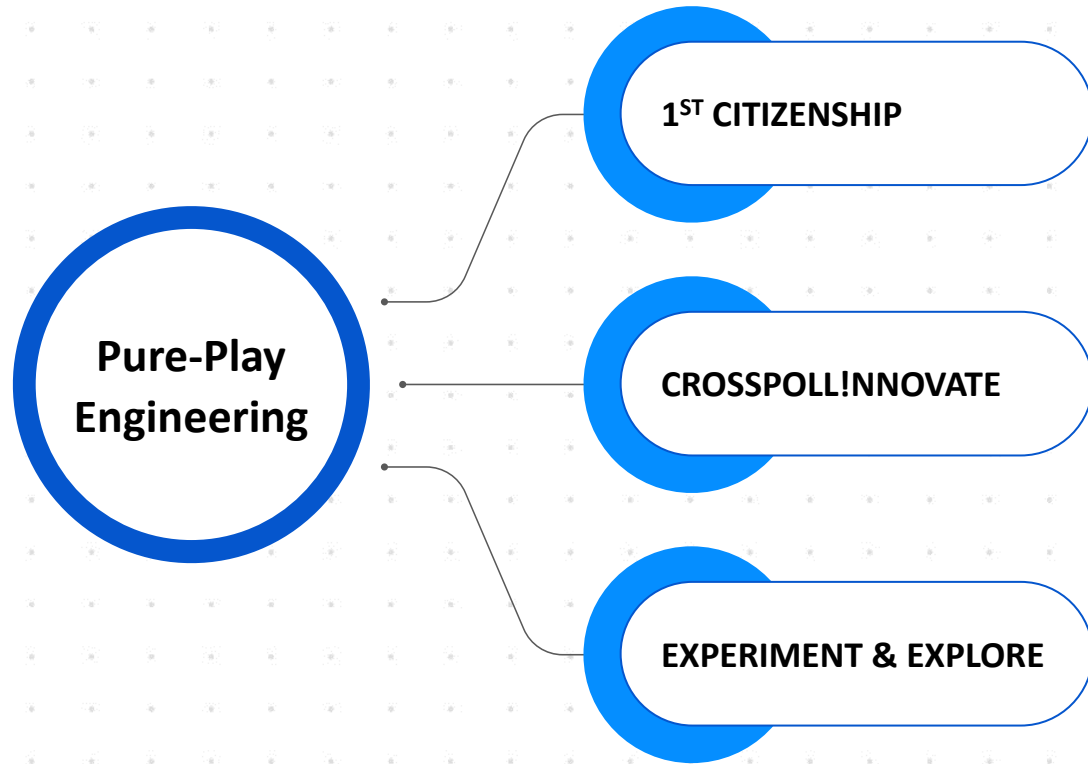 1ST CITIZENSHIP
Pure-Play
Engineering
CROSSPOLL!NNOVATE
EXPERIMENT & EXPLORE